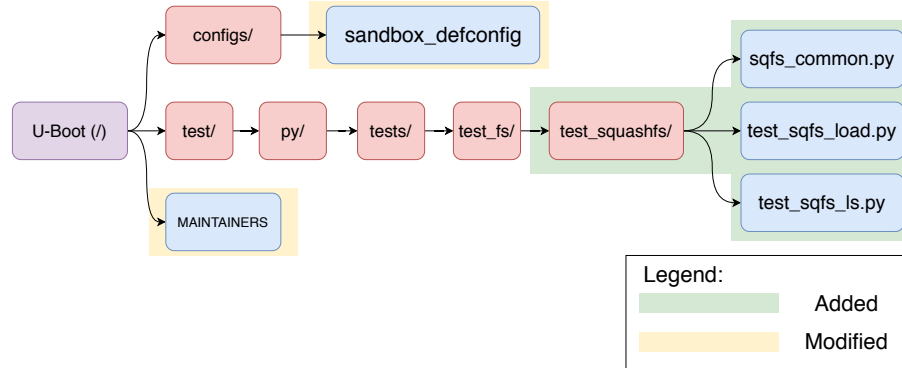 configs/
sandbox_defconfig
sqfs_common.py
U-Boot (/)
test/
py/
tests/
test_fs/
test_squashfs/
test_sqfs_load.py
MAINTAINERS
test_sqfs_ls.py
Legend:
Added
Modified